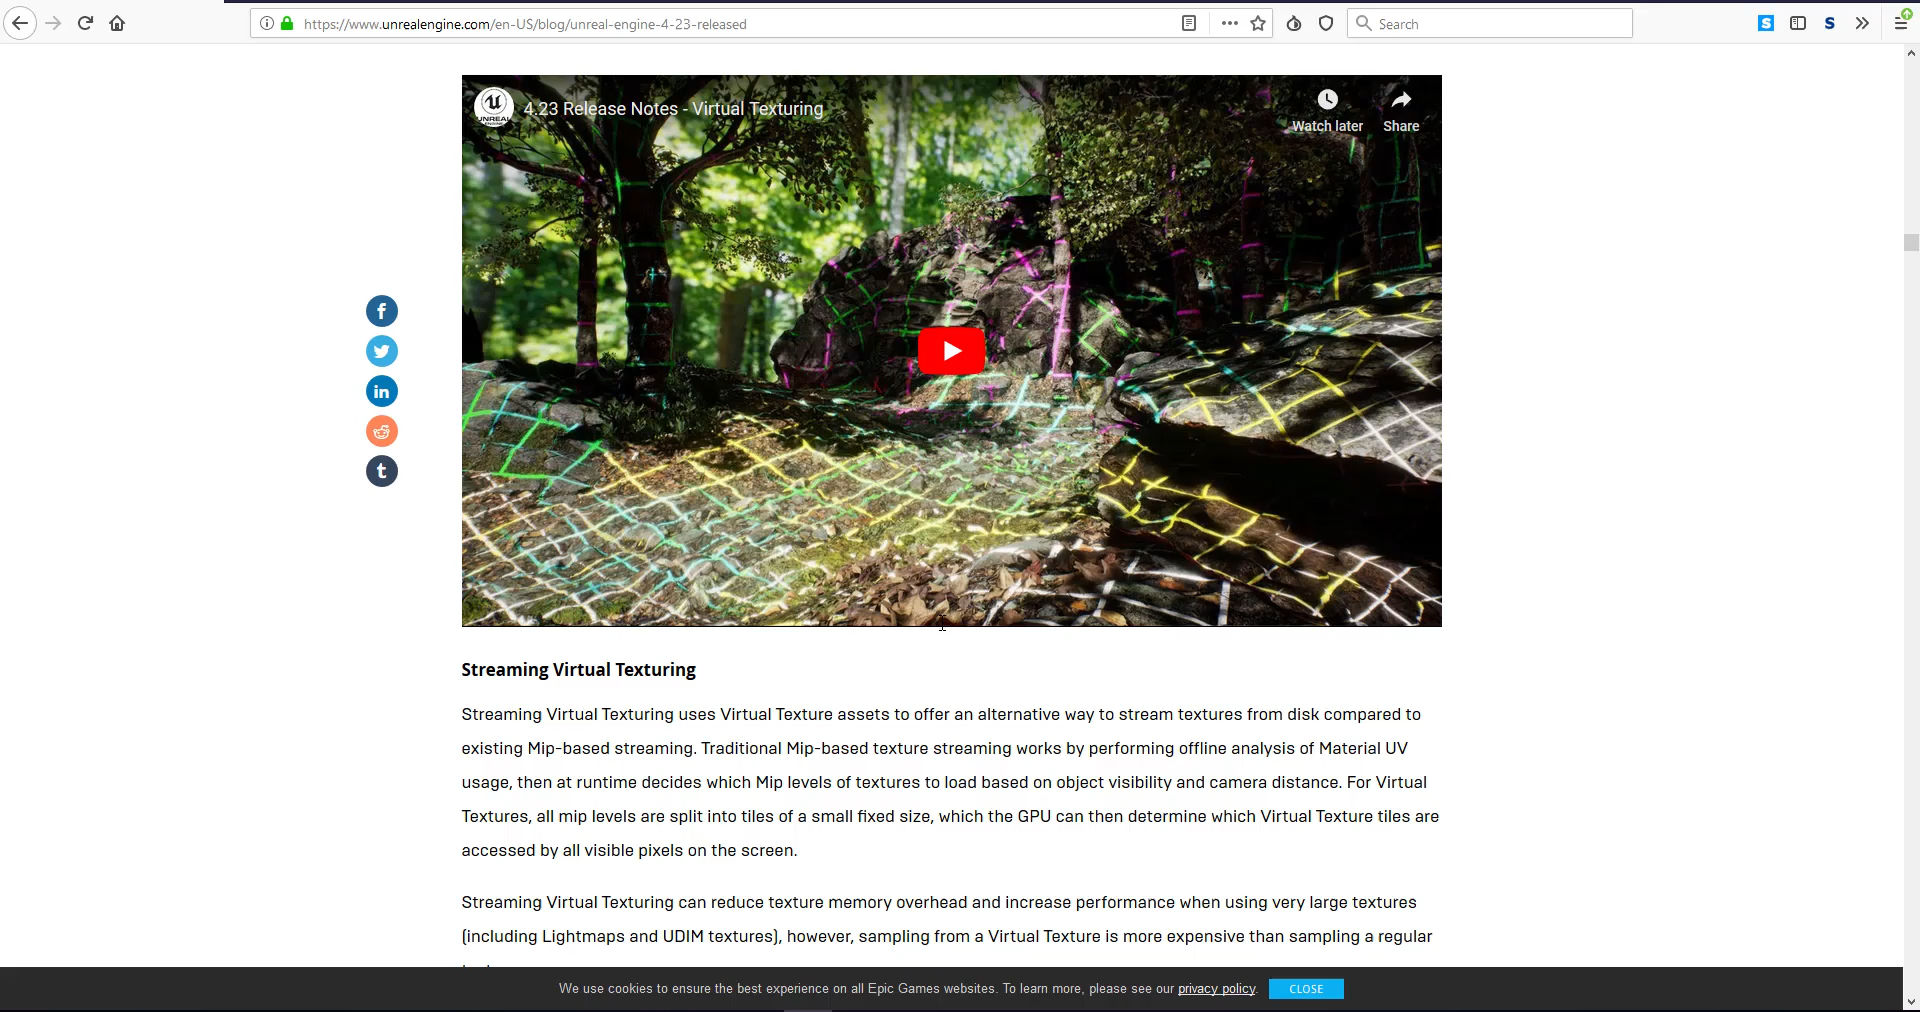 https://www.unrealengine.com/en-US/blog/unreal-engine-4-23-released
Search
UNREAL
4.23 Release Notes - Virtual Texturing
Watch later
Share
Streaming Virtual Texturing
Streaming Virtual Texturing uses Virtual Texture assets to offer an alternative way to stream textures from disk compared to
existing Mip-based streaming. Traditional Mip-based texture streaming works by performing offline analysis of Material UV
usage, then at runtime decides which Mip levels of textures to load based on object visibility and camera distance. For Virtual
Textures, all mip levels are split into tiles of a small fixed size, which the GPU can then determine which Virtual Texture tiles are
accessed by all visible pixels on the screen.
Streaming Virtual Texturing can reduce texture memory overhead and increase performance when using very large textures
(including Lightmaps and UDIM textures), however, sampling from a Virtual Texture is more expensive than sampling a regular
We use cookies to ensure the best experience on all Epic Games websites. To learn more, please see our privacy policy.
CLOSE